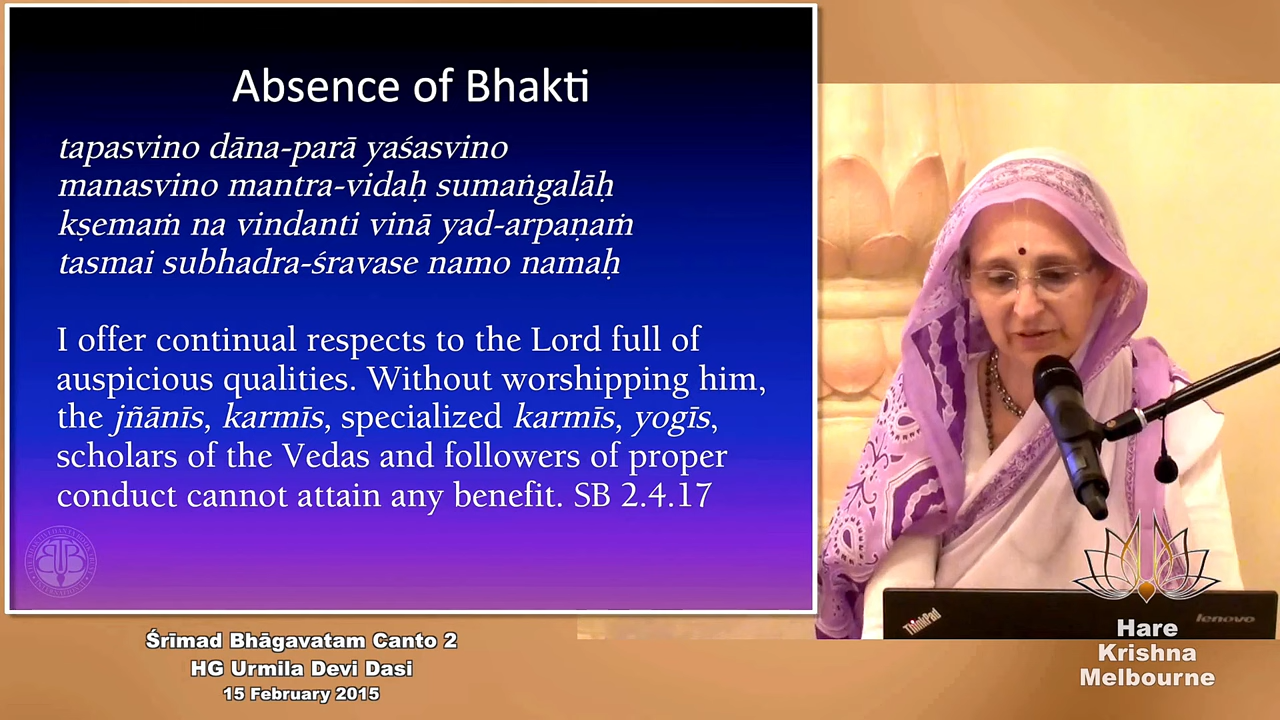 Absence of Bhakti
tapasvino dāna-parā yaśasvino
manasvino mantra-vidaḥ sumaṅgalāḥ
kṣemaṁ na vindanti vinā yad-arpaṇaṁ
tasmai subhadra-śravase namo namaḥ
I offer continual respects to the Lord full of
auspicious qualities. Without worshipping him,
the jñānīs, karmīs, specialized karmīs, yogīs,
scholars of the Vedas and followers of proper
conduct cannot attain any benefit. SB 2.4.17
ThinkPad
lenovo
Hare
Krishna
Melbourne
Śrīmad Bhāgavatam Canto 2
HG Urmila Devi Dasi
15 February 2015